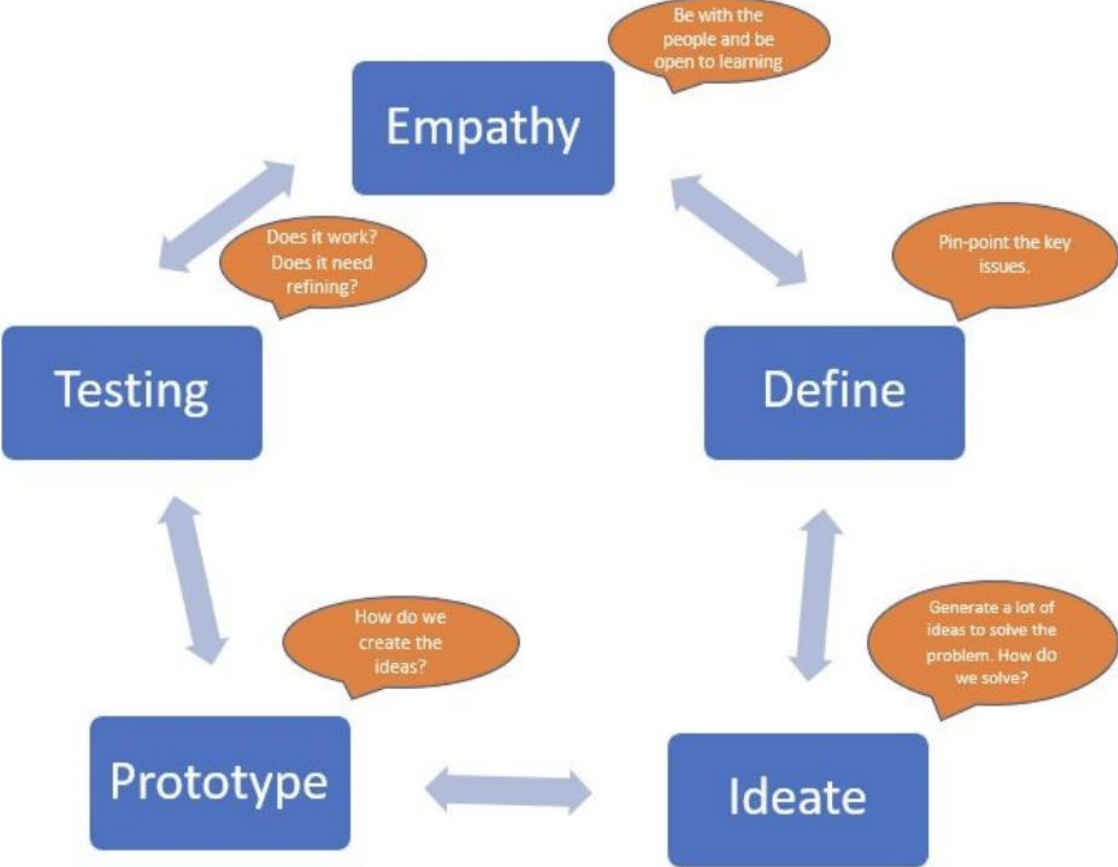 Be with the
people and be
open to learning
Empathy
Does it work?
Does it need
refining?
Pin-point the key
issues.
Testing
Define
How do we
create the
ideas?
Generate a lot of
ideas to solve the
problem. How do
we solve?
Prototype
Ideate